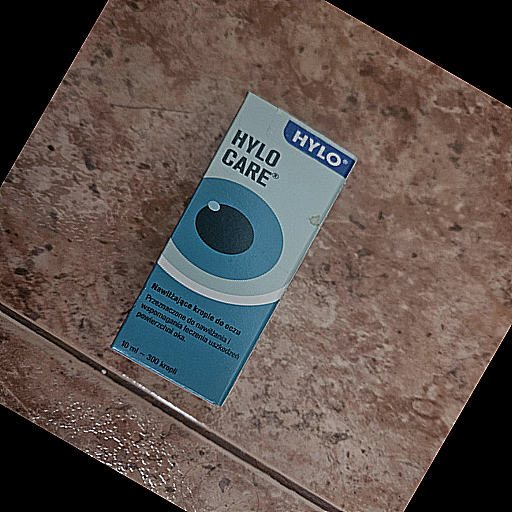 HYLO®
HYLO
CARE®
Nawilżające krople do oczu
Przeznaczone do nawilżania i
wspomagania leczenia uszkodzeń
powierzchni oka.
10 ml ~ 300 kropli